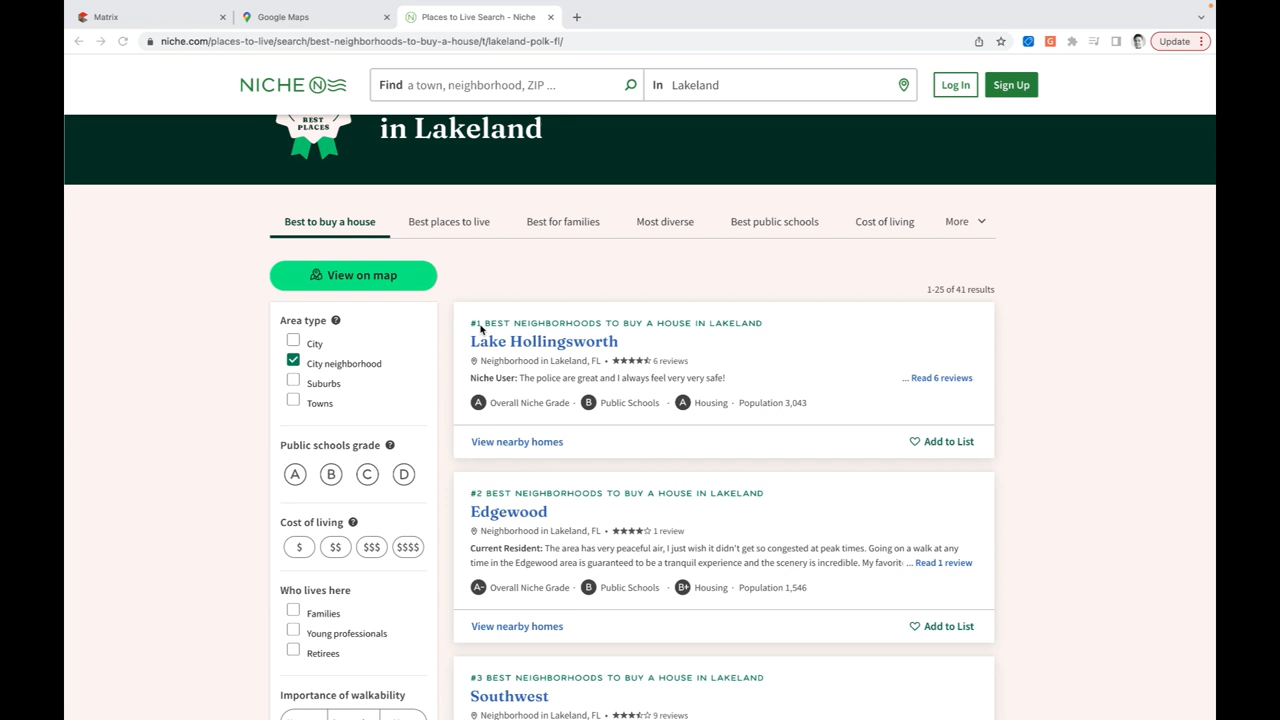 Matrix
Google Maps
Places to Live Search - Niche
niche.com/places-to-live/search/best-neighborhoods-to-buy-a-house/t/lakeland-polk-fl/
Update
NICHE
Find a town, neighborhood, ZIP ...
In Lakeland
Log In
Sign Up
BEST
PLACES
in Lakeland
Best to buy a house
Best places to live
Best for families
Most diverse
Best public schools
Cost of living
More
View on map
1-25 of 41 results
Area type
City
City neighborhood
Suburbs
Towns
Public schools grade
A B C D
Cost of living
$ $$ $$$ $$$$
Who lives here
Families
Young professionals
Retirees
Importance of walkability
#1 BEST NEIGHBORHOODS TO BUY A HOUSE IN LAKELAND
Lake Hollingsworth
Neighborhood in Lakeland, FL • 6 reviews
Niche User: The police are great and I always feel very very safe! ... Read 6 reviews
A Overall Niche Grade · B Public Schools · A Housing · Population 3,043
View nearby homes
Add to List
#2 BEST NEIGHBORHOODS TO BUY A HOUSE IN LAKELAND
Edgewood
Neighborhood in Lakeland, FL • 1 review
Current Resident: The area has very peaceful air, I just wish it didn't get so congested at peak times. Going on a walk at any
time in the Edgewood area is guaranteed to be a tranquil experience and the scenery is incredible. My favorit ... Read 1 review
A- Overall Niche Grade · B Public Schools · B+ Housing · Population 1,546
View nearby homes
Add to List
#3 BEST NEIGHBORHOODS TO BUY A HOUSE IN LAKELAND
Southwest
Neighborhood in Lakeland, FL • 9 reviews